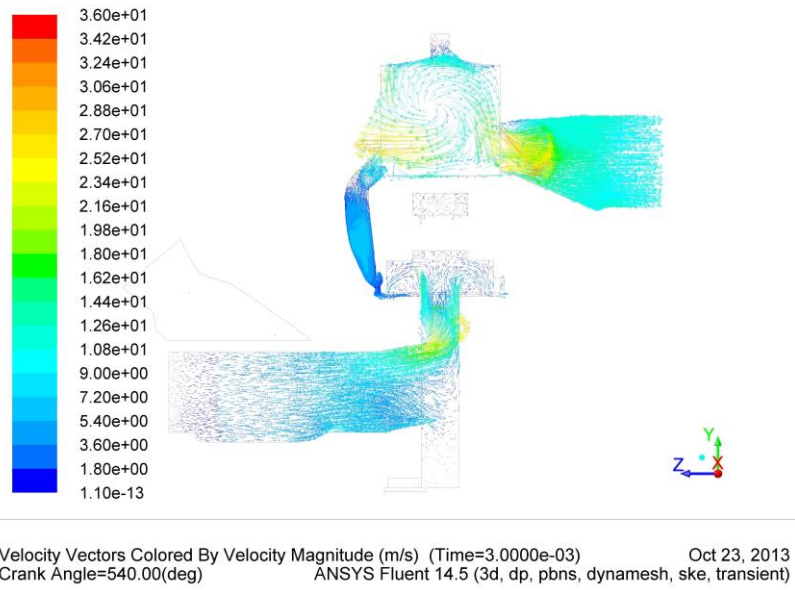 3.60e+01
3.42e+01
3.24e+01
3.06e+01
2.88e+01
2.70e+01
2.52e+01
2.34e+01
2.16e+01
1.98e+01
1.80e+01
1.62e+01
1.44e+01
1.26e+01
1.08e+01
9.00e+00
7.20e+00
5.40e+00
3.60e+00
1.80e+00
1.10e-13
Y
Z X
Velocity Vectors Colored By Velocity Magnitude (m/s) (Time=3.0000e-03) Oct 23, 2013
Crank Angle=540.00(deg) ANSYS Fluent 14.5 (3d, dp, pbns, dynamesh, ske, transient)